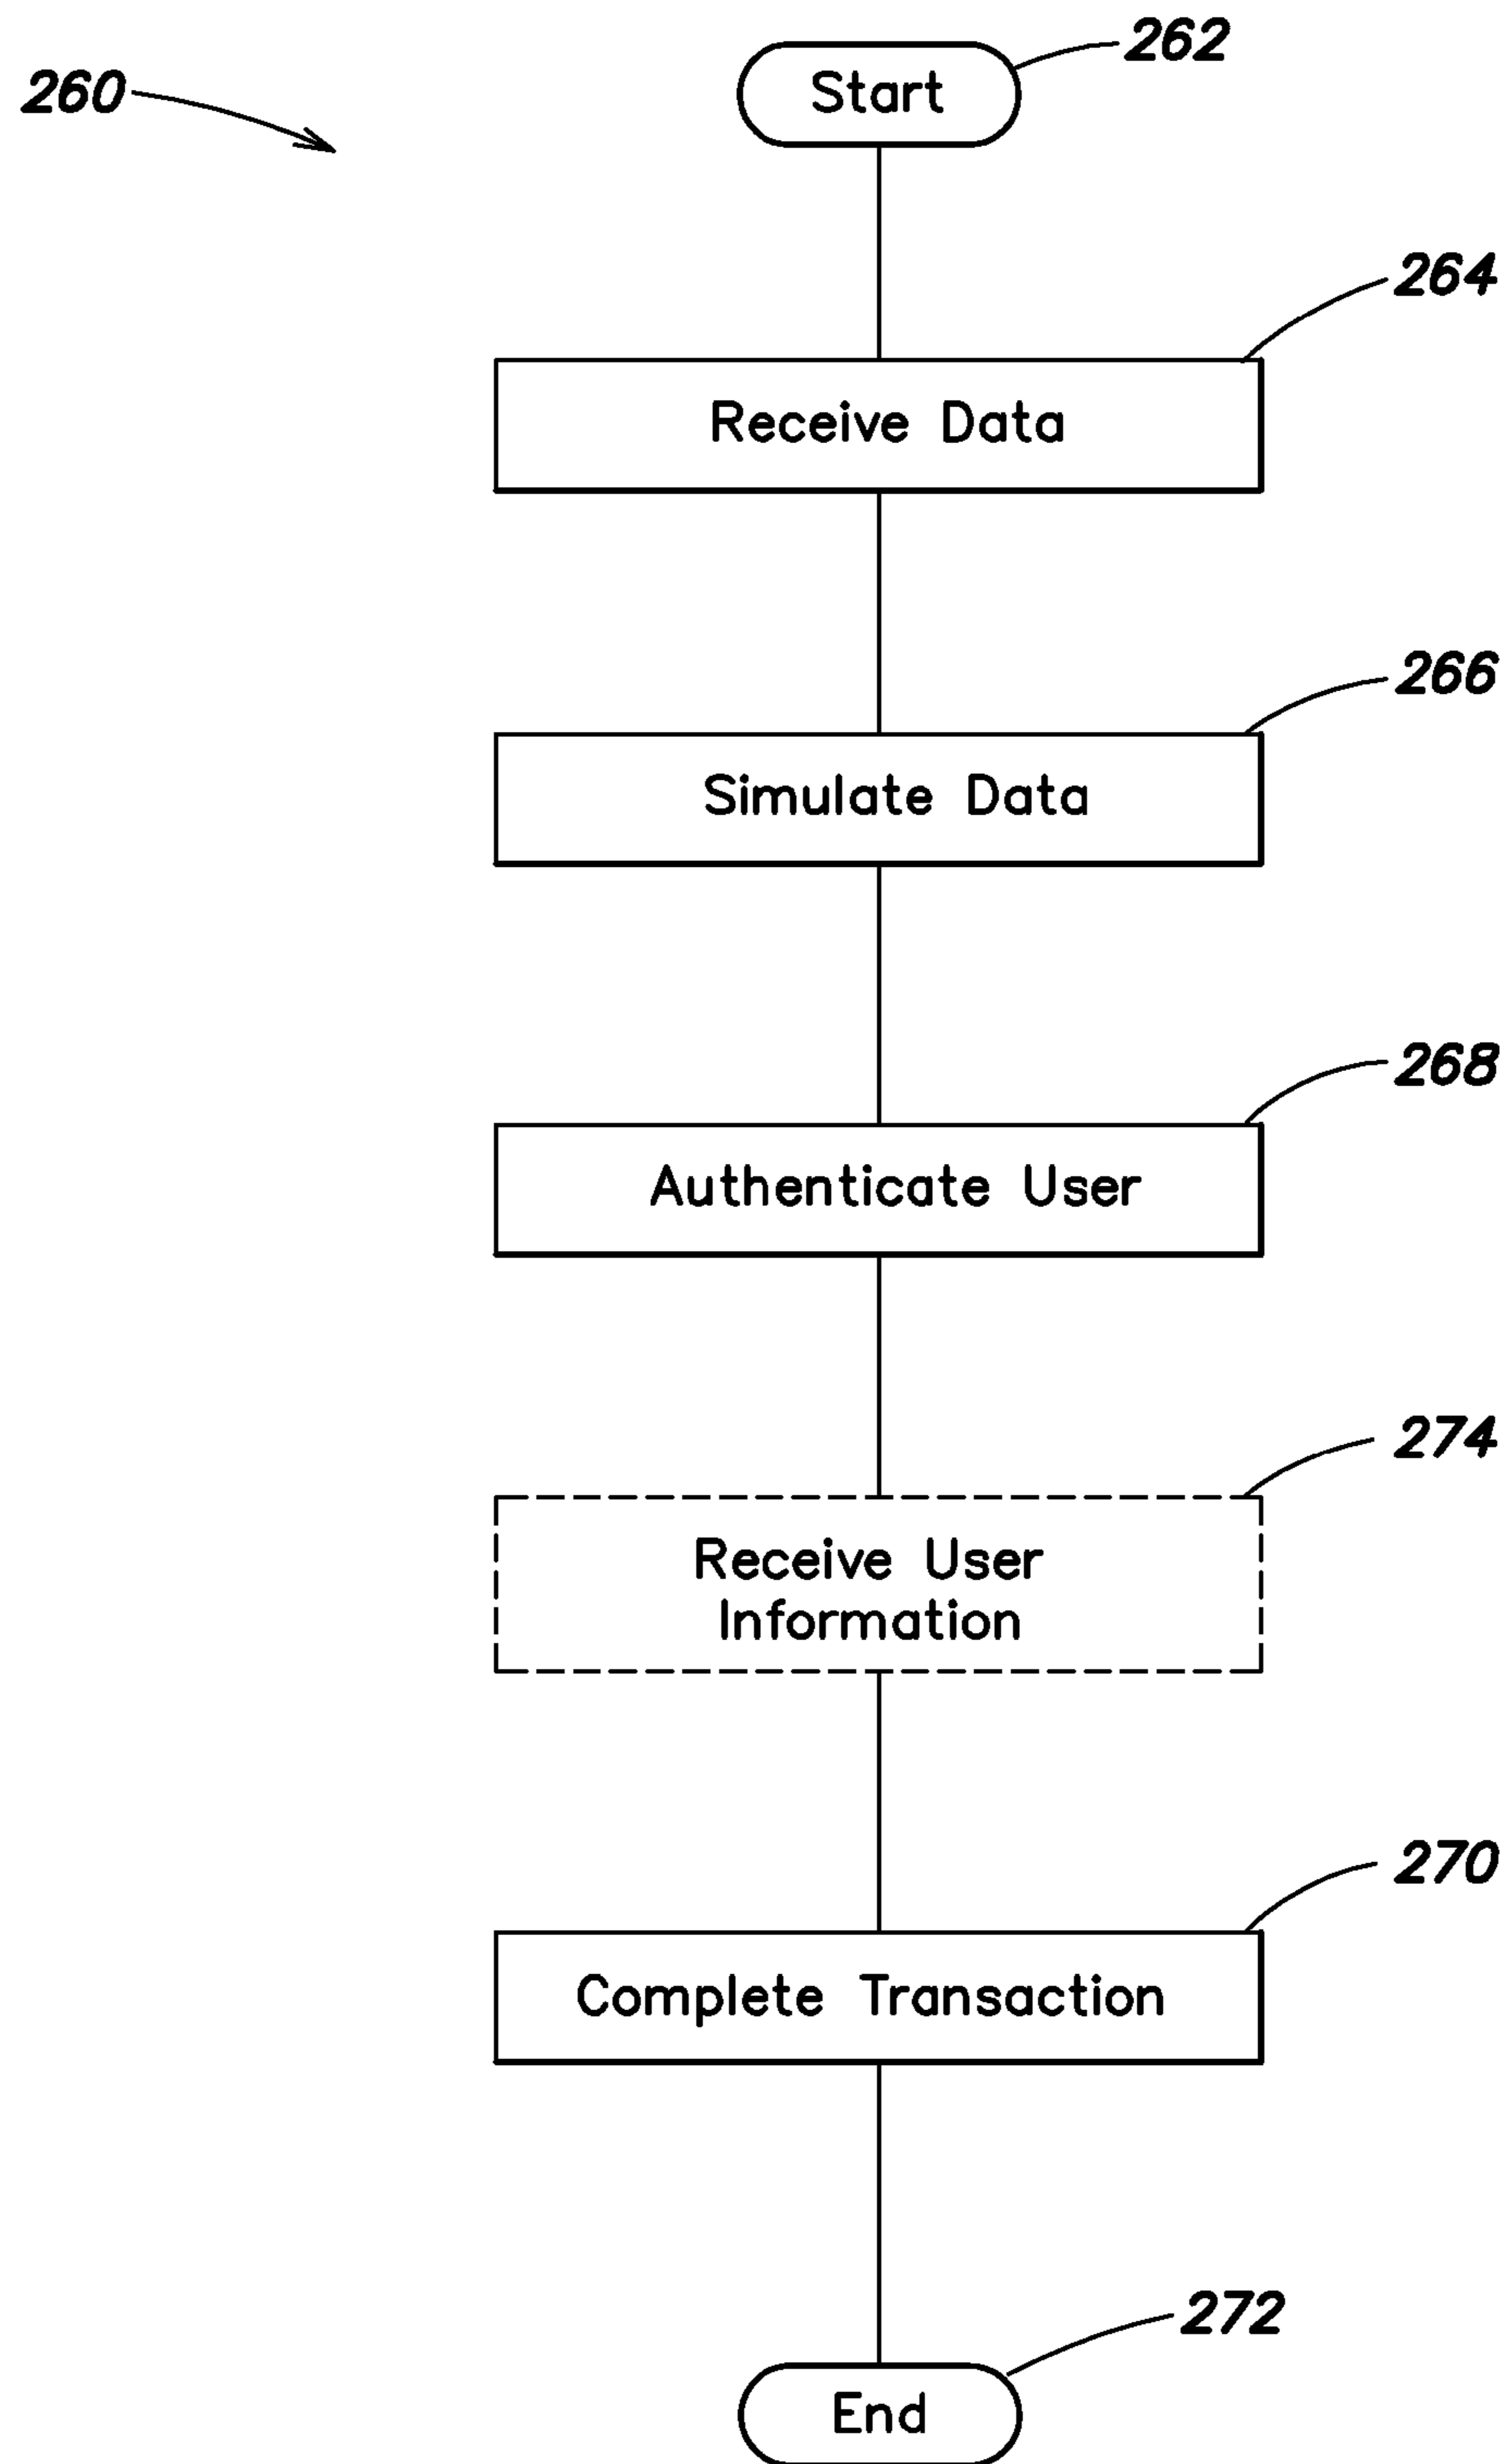 262
260
Start
264
Receive Data
266
Simulate Data
268
Authenticate User
274
Receive User
Information
270
Complete Transaction
272
End